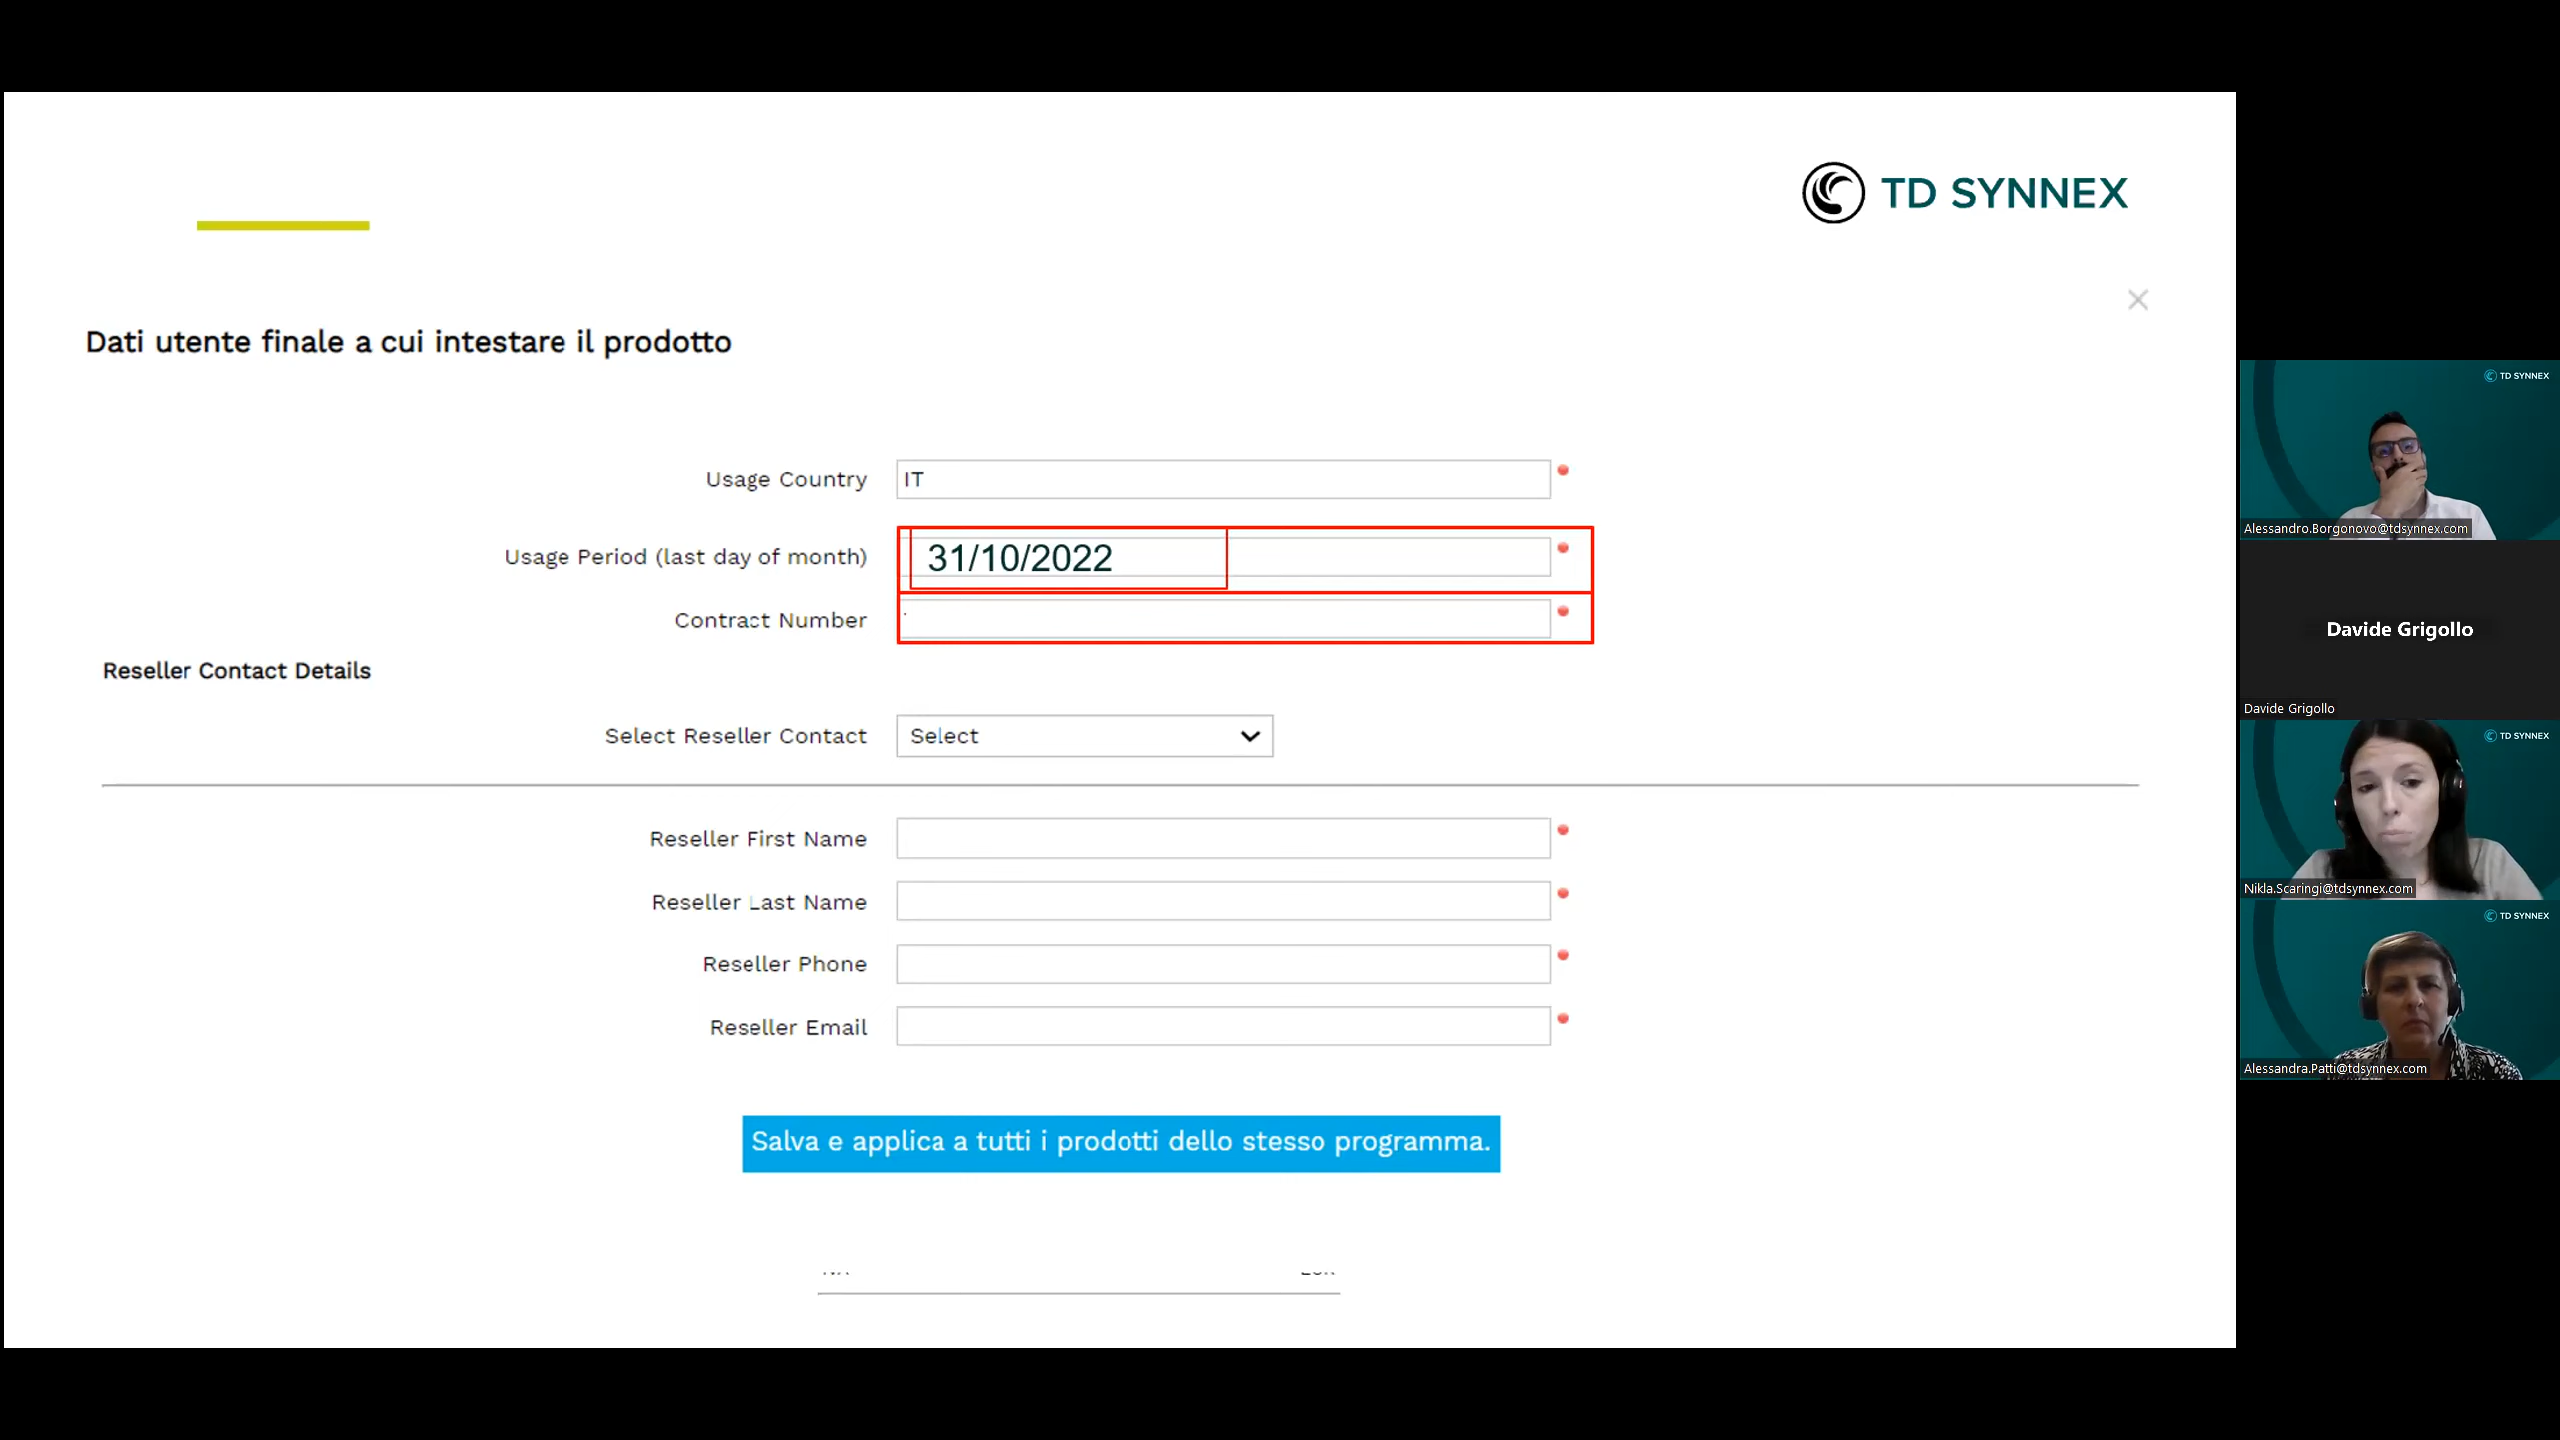 TD SYNNEX
Dati utente finale a cui intestare il prodotto
Usage Country IT
Usage Period (last day of month) 31/10/2022
Contract Number
Reseller Contact Details
Select Reseller Contact Select
Reseller First Name
Reseller Last Name
Reseller Phone
Reseller Email
Salva e applica a tutti i prodotti dello stesso programma.
TD SYNNEX
Alessandro.Borgonovo@tdsynnex.com
Davide Grigollo
Davide Grigollo
TD SYNNEX
Nikla.Scaringi@tdsynnex.com
TD SYNNEX
Alessandra.Patti@tdsynnex.com